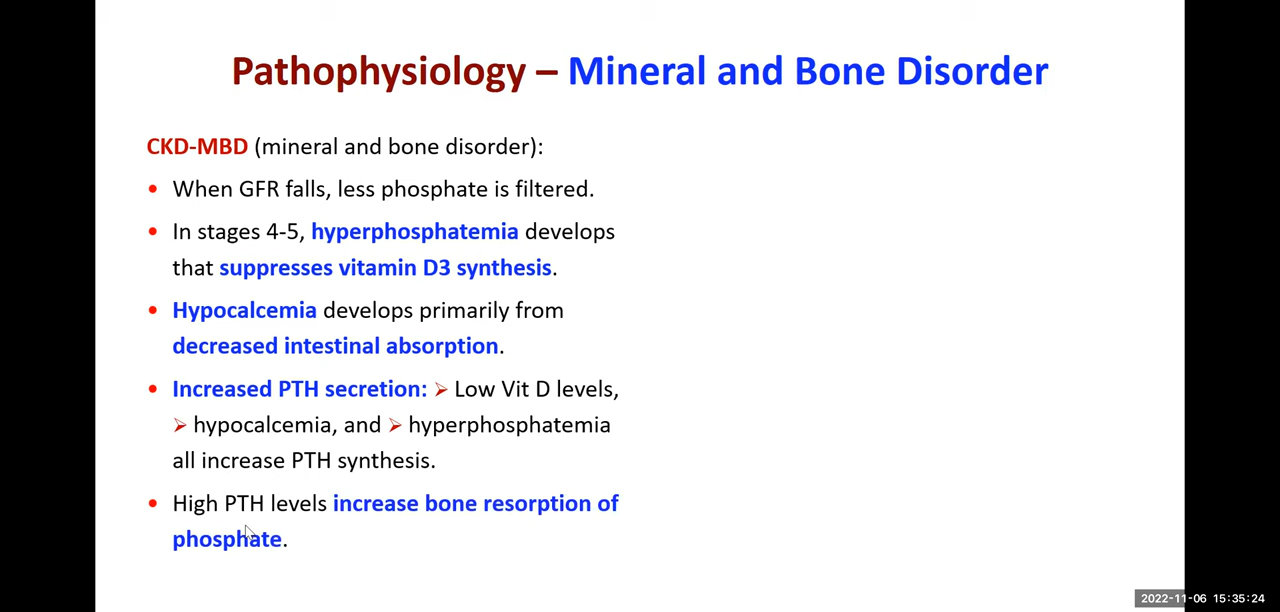 Pathophysiology – Mineral and Bone Disorder
CKD-MBD (mineral and bone disorder):
• When GFR falls, less phosphate is filtered.
• In stages 4-5, hyperphosphatemia develops
that suppresses vitamin D3 synthesis.
• Hypocalcemia develops primarily from
decreased intestinal absorption.
• Increased PTH secretion: ➢ Low Vit D levels,
➢ hypocalcemia, and ➢ hyperphosphatemia
all increase PTH synthesis.
• High PTH levels increase bone resorption of
phosphate.
2022-11-06 15:35:24